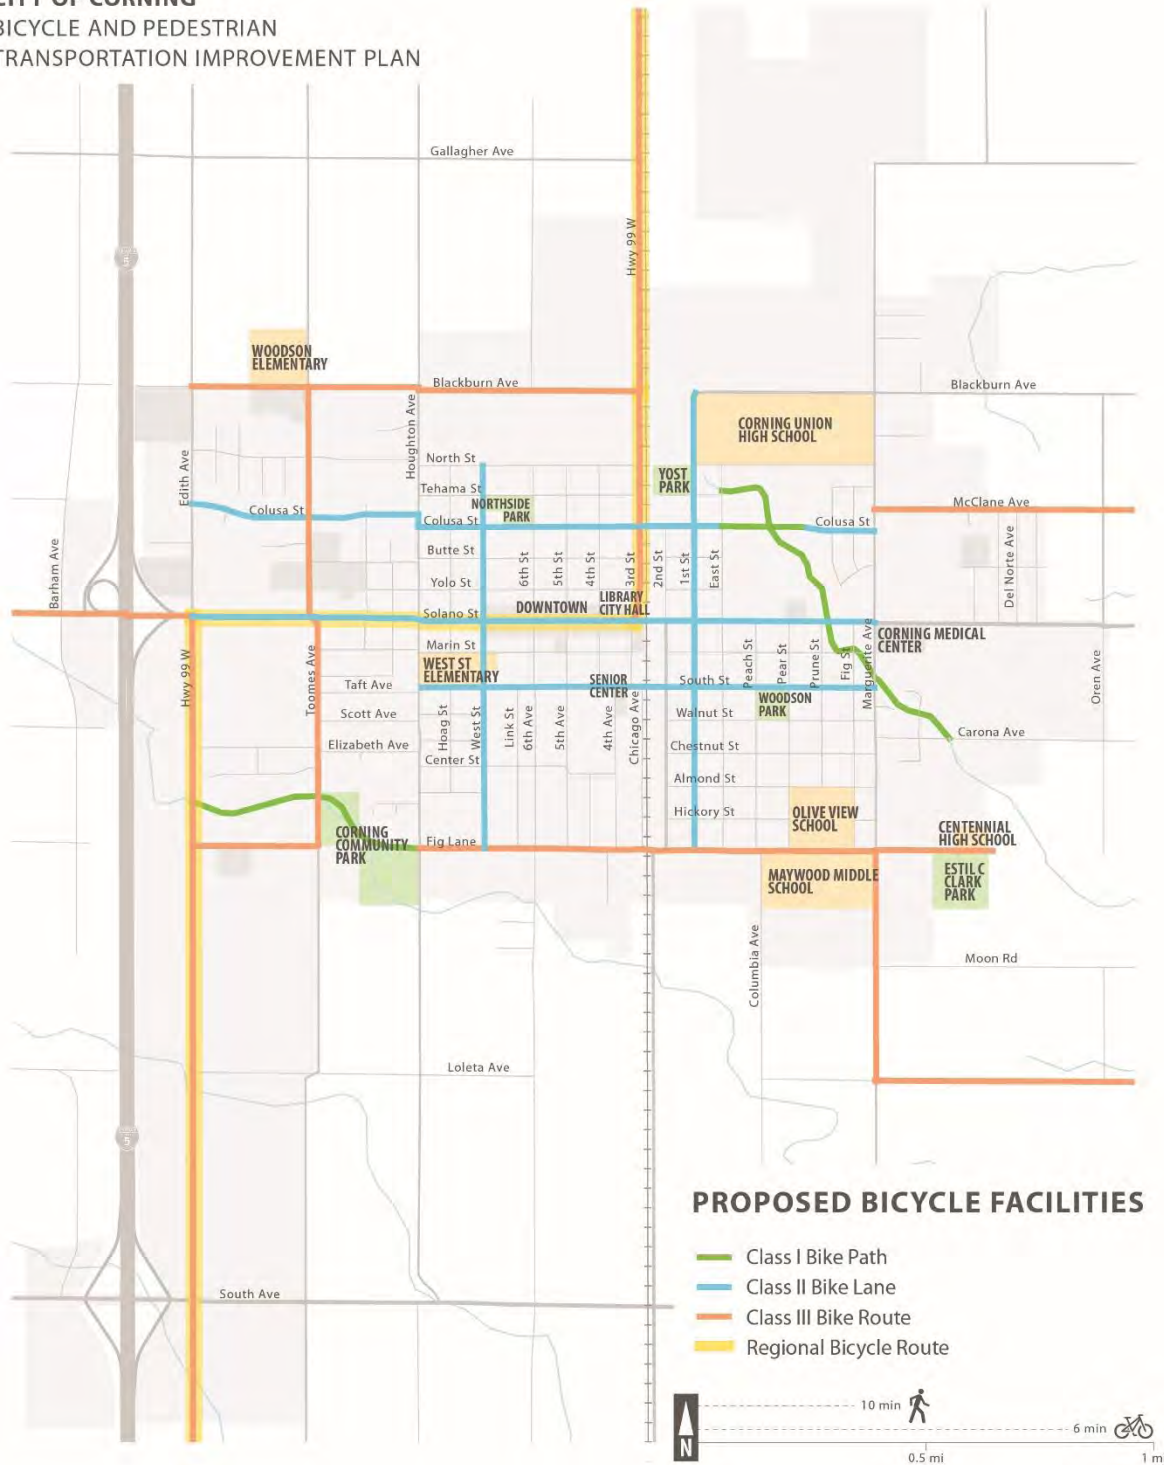 CITY OF CORNING
BICYCLE AND PEDESTRIAN
TRANSPORTATION IMPROVEMENT PLAN
Gallagher Ave
Hwy 99 W
5
WOODSON
ELEMENTARY
Blackburn Ave
Blackburn Ave
Houghton Ave
CORNING UNION
HIGH SCHOOL
Edith Ave
North St
YOST
PARK
Tehama St
NORTHSIDE
PARK
McClane Ave
Colusa St
Colusa St
Colusa St
Barham Ave
Butte St
6th St
5th St
4th St
3rd St
2nd St
1st St
East St
Del Norte Ave
Yolo St
LIBRARY
CITY HALL
DOWNTOWN
Solano St
Marin St
CORNING MEDICAL
CENTER
Hwy 99 W
Toomes Ave
WEST ST
ELEMENTARY
Peach St
Pear St
Prune St
Fig St
Marguerite Ave
Oren Ave
Taft Ave
SENIOR
CENTER
South St
WOODSON
PARK
Scott Ave
Hoag St
West St
Link St
6th Ave
5th Ave
4th Ave
Chicago Ave
Walnut St
Carona Ave
Elizabeth Ave
Center St
Chestnut St
Almond St
Hickory St
OLIVE VIEW
SCHOOL
CORNING
COMMUNITY
PARK
Fig Lane
CENTENNIAL
HIGH SCHOOL
MAYWOOD MIDDLE
SCHOOL
ESTIL C
CLARK
PARK
Columbia Ave
Moon Rd
Loleta Ave
5
South Ave
PROPOSED BICYCLE FACILITIES
Class I Bike Path
Class II Bike Lane
Class III Bike Route
Regional Bicycle Route
N
10 min
6 min
0.5 mi
1 m